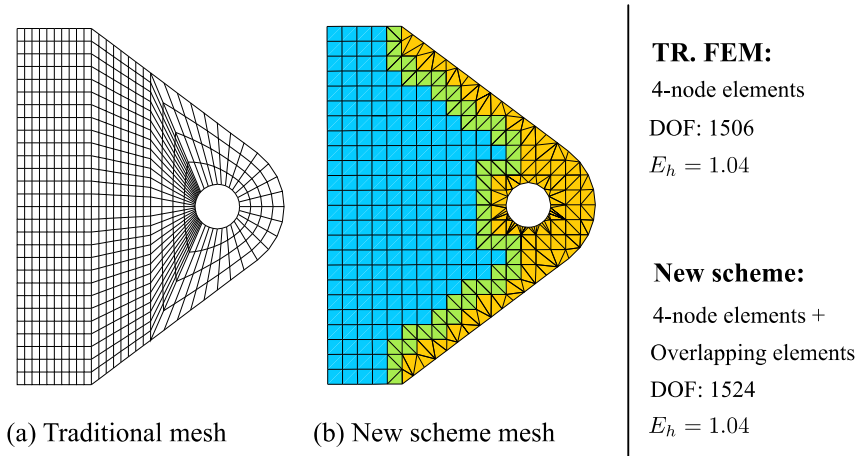 TR. FEM:
4-node elements
DOF: 1506
E_h = 1.04
New scheme:
4-node elements +
Overlapping elements
DOF: 1524
E_h = 1.04
(a) Traditional mesh
(b) New scheme mesh